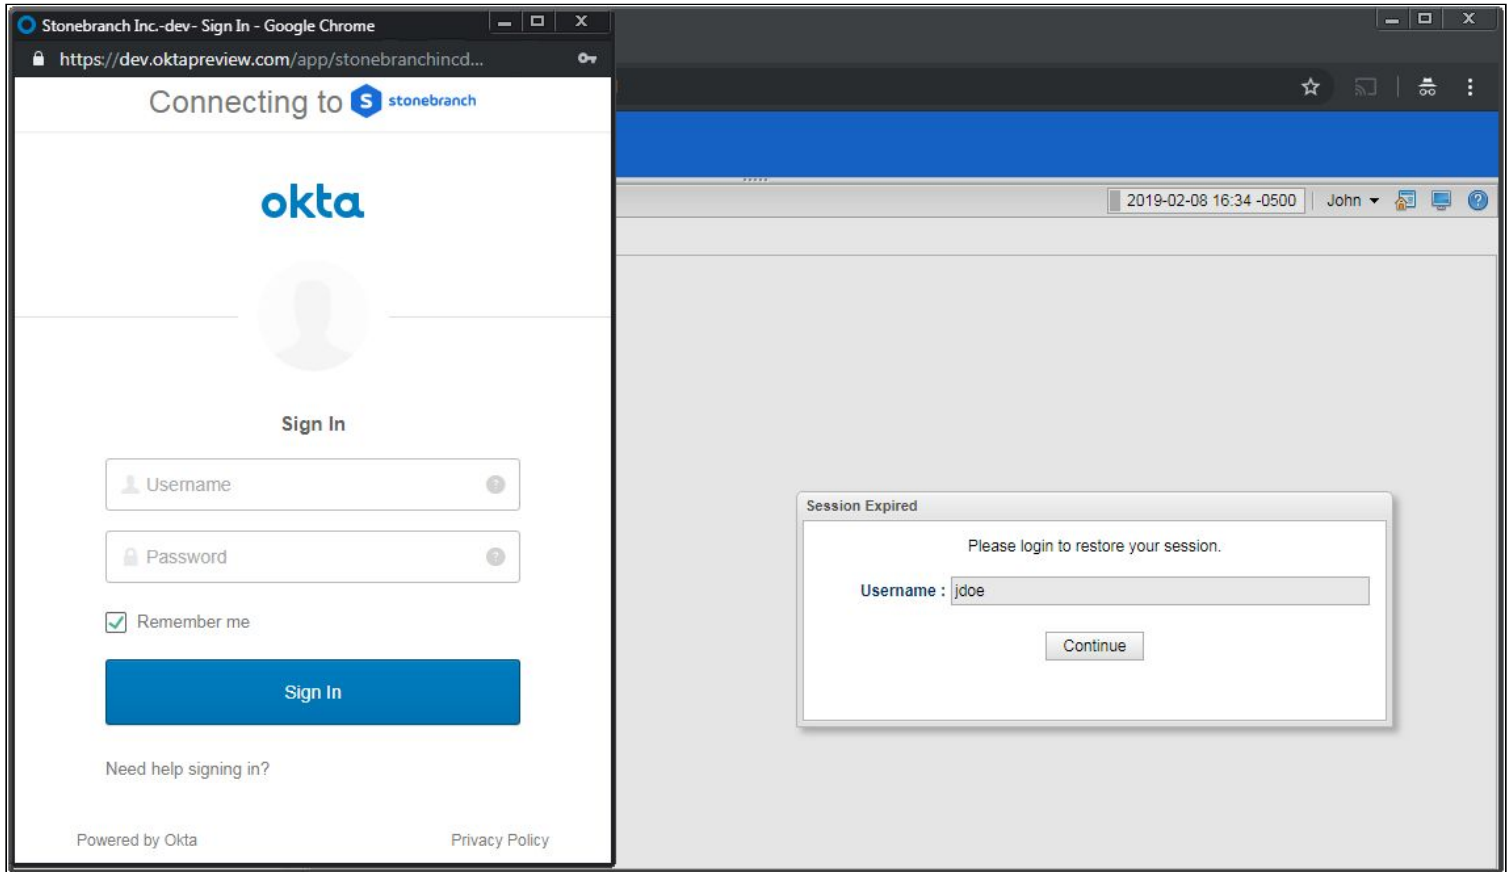 Stonebranch Inc.-dev- Sign In - Google Chrome
https://dev.oktapreview.com/app/stonebranchincd...
Connecting to S stonebranch
okta
Sign In
Username
Password
Remember me
Sign In
Need help signing in?
Powered by Okta
Privacy Policy
2019-02-08 16:34 -0500
John
Session Expired
Please login to restore your session.
Username : jdoe
Continue